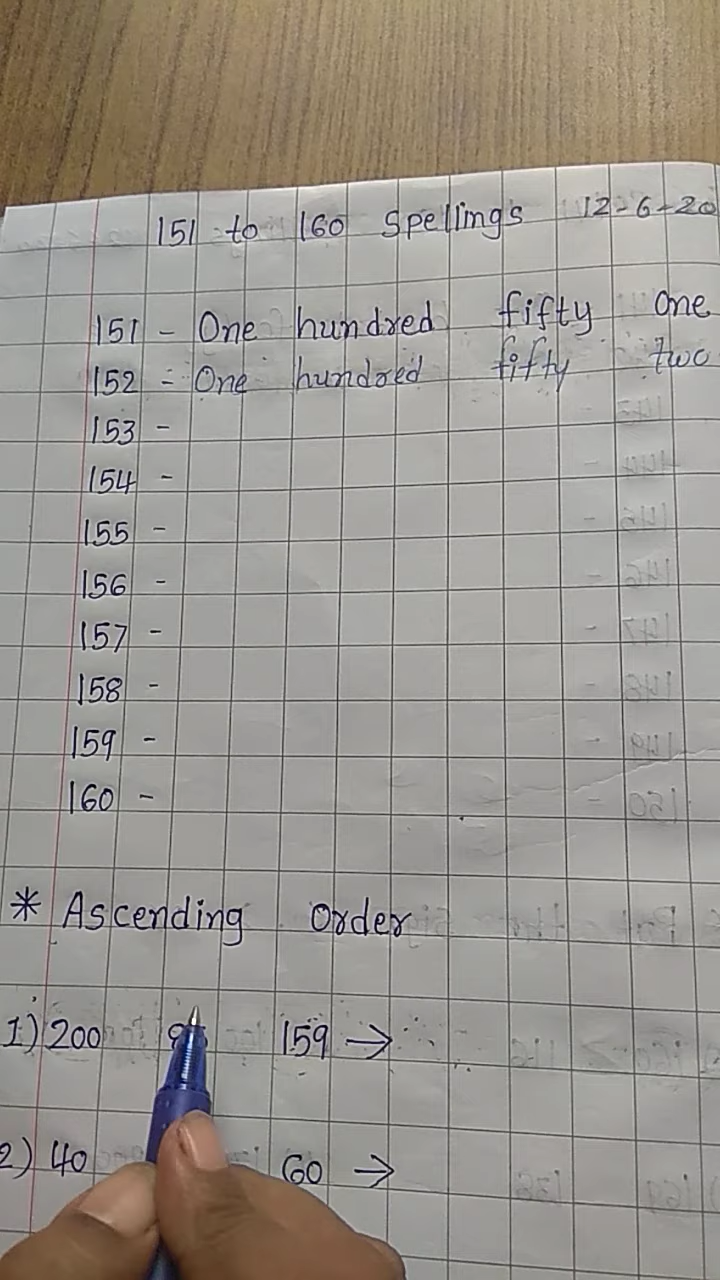 151 to 160 Spellings 12-6-20
151 - One hundred fifty one
152 - One hundred fifty two
153 -
154 -
155 -
156 -
157 -
158 -
159 -
160 -
* Ascending Order
1) 200 159 →
2) 40 60 →